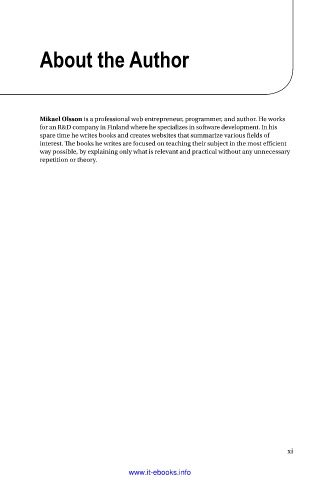 About the Author
Mikael Olsson is a professional web entrepreneur, programmer, and author. He works
for an R&D company in Finland where he specializes in software development. In his
spare time he writes books and creates websites that summarize various fields of
interest. The books he writes are focused on teaching their subject in the most efficient
way possible, by explaining only what is relevant and practical without any unnecessary
repetition or theory.
xi
www.it-ebooks.info